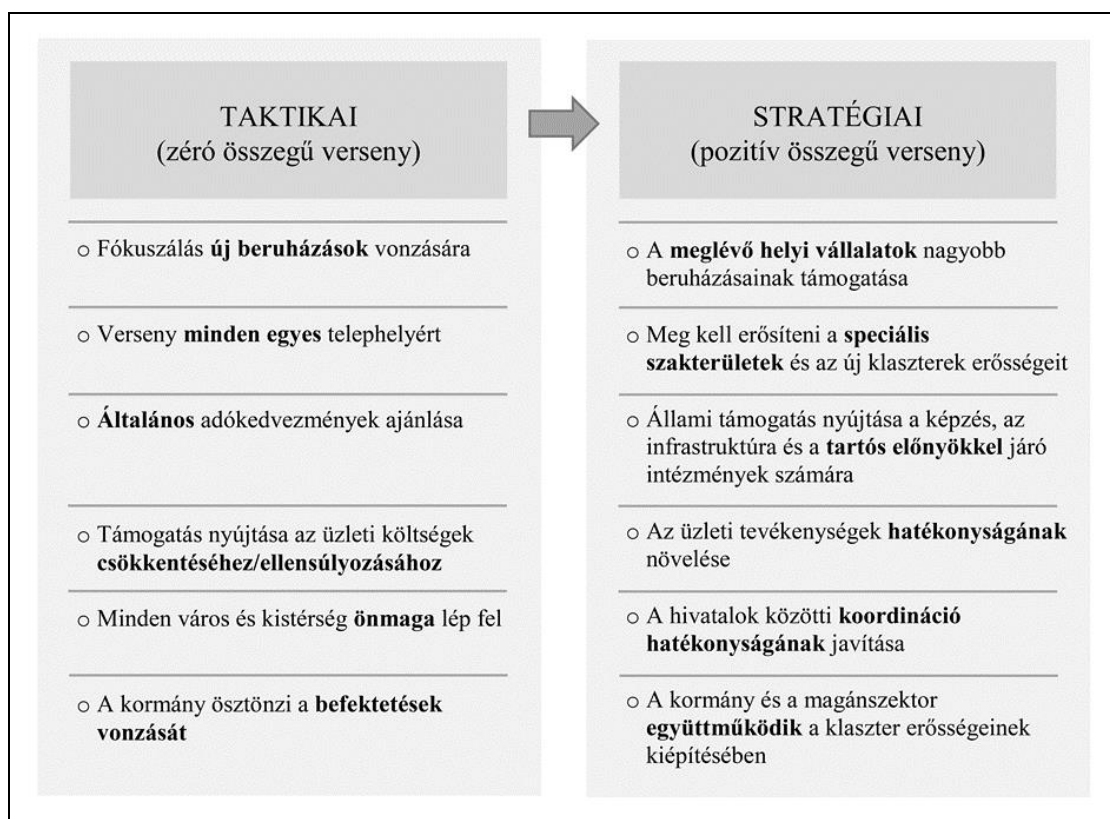 TAKTIKAI
(zéró összegű verseny)
○ Fókuszálás új beruházások vonzására
○ Verseny minden egyes telephelyért
○ Általános adókedvezmények ajánlása
○ Támogatás nyújtása az üzleti költségek
csökkentéséhez/ellensúlyozásához
○ Minden város és kistérség önmaga lép fel
○ A kormány ösztönzi a befektetések
vonzását
STRATÉGIAI
(pozitív összegű verseny)
○ A meglévő helyi vállalatok nagyobb
beruházásainak támogatása
○ Meg kell erősíteni a speciális
szakterületek és az új klaszterek erősségeit
○ Állami támogatás nyújtása a képzés, az
infrastruktúra és a tartós előnyökkel járó
intézmények számára
○ Az üzleti tevékenységek hatékonyságának
növelése
○ A hivatalok közötti koordináció
hatékonyságának javítása
○ A kormány és a magánszektor
együttműködik a klaszter erősségeinek
kiépítésében